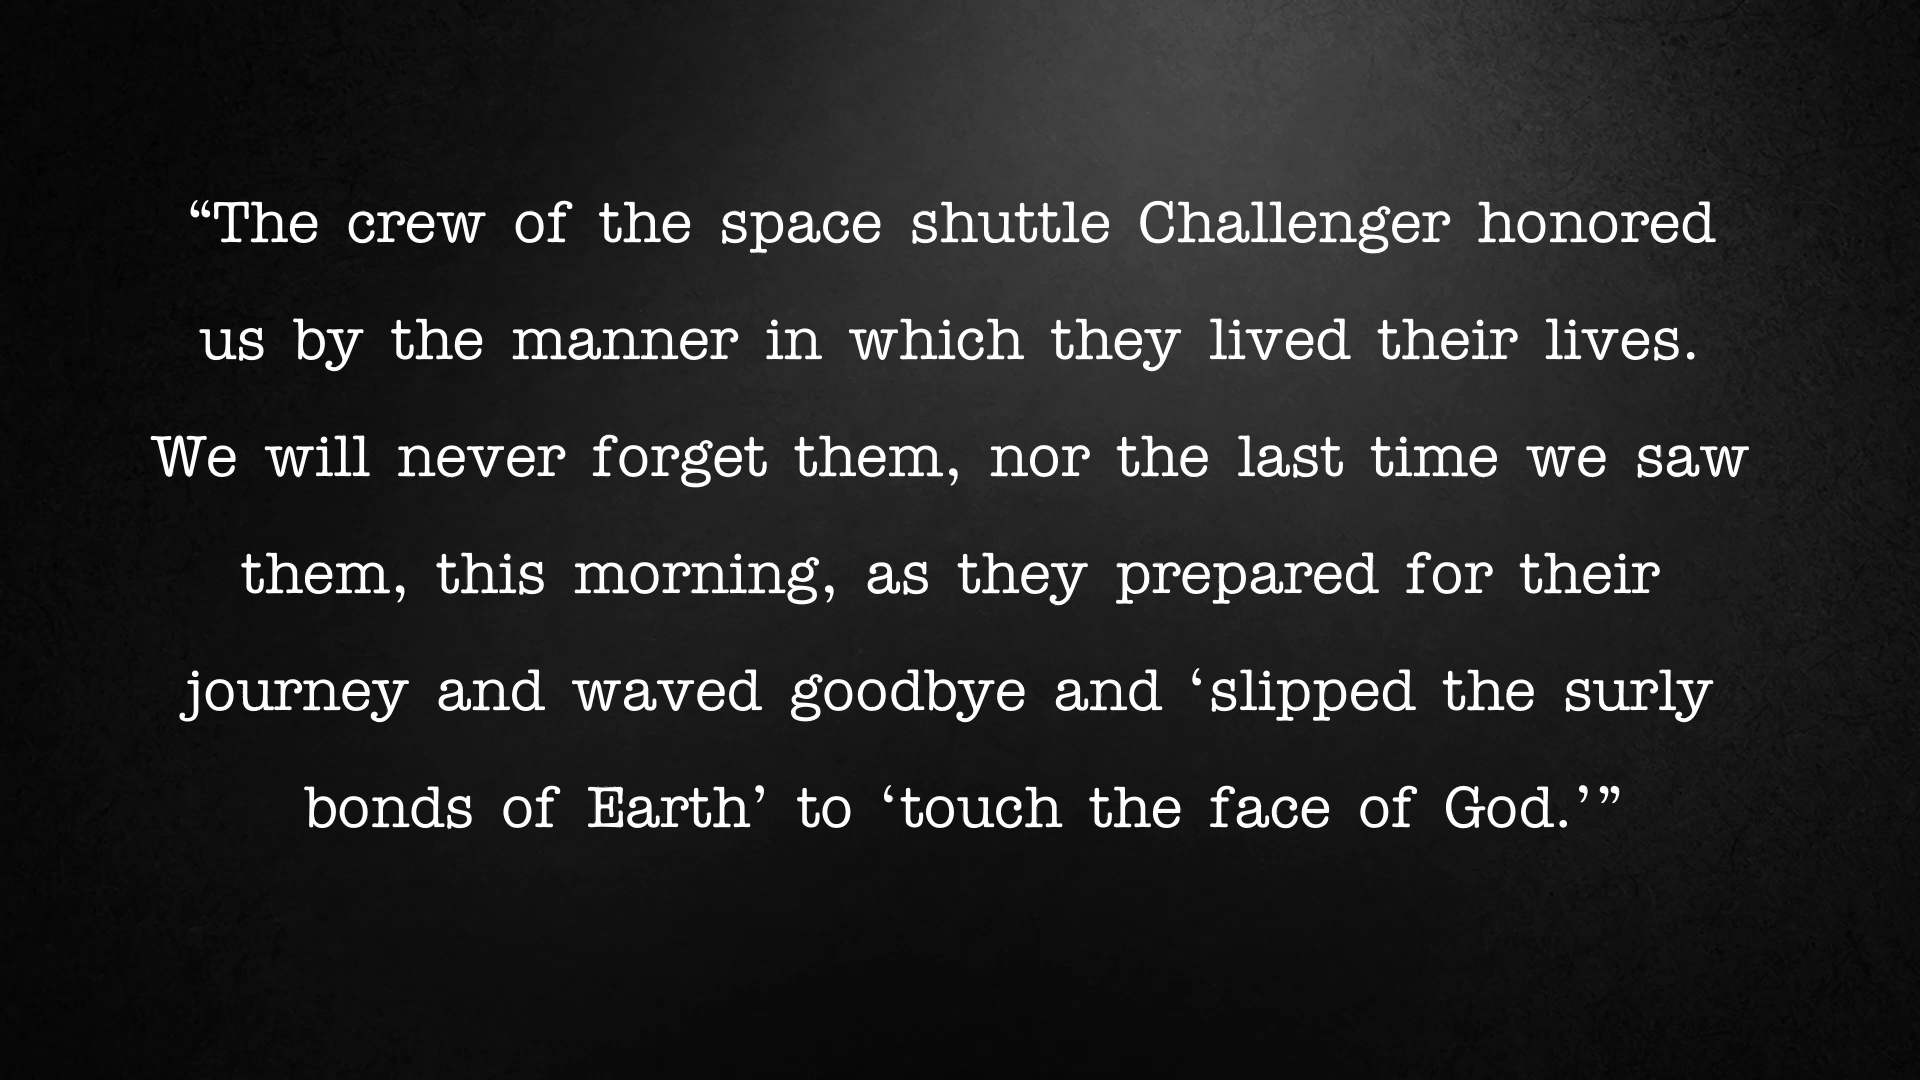 “The crew of the space shuttle Challenger honored
us by the manner in which they lived their lives.
We will never forget them, nor the last time we saw
them, this morning, as they prepared for their
journey and waved goodbye and ‘slipped the surly
bonds of Earth’ to ‘touch the face of God.’”